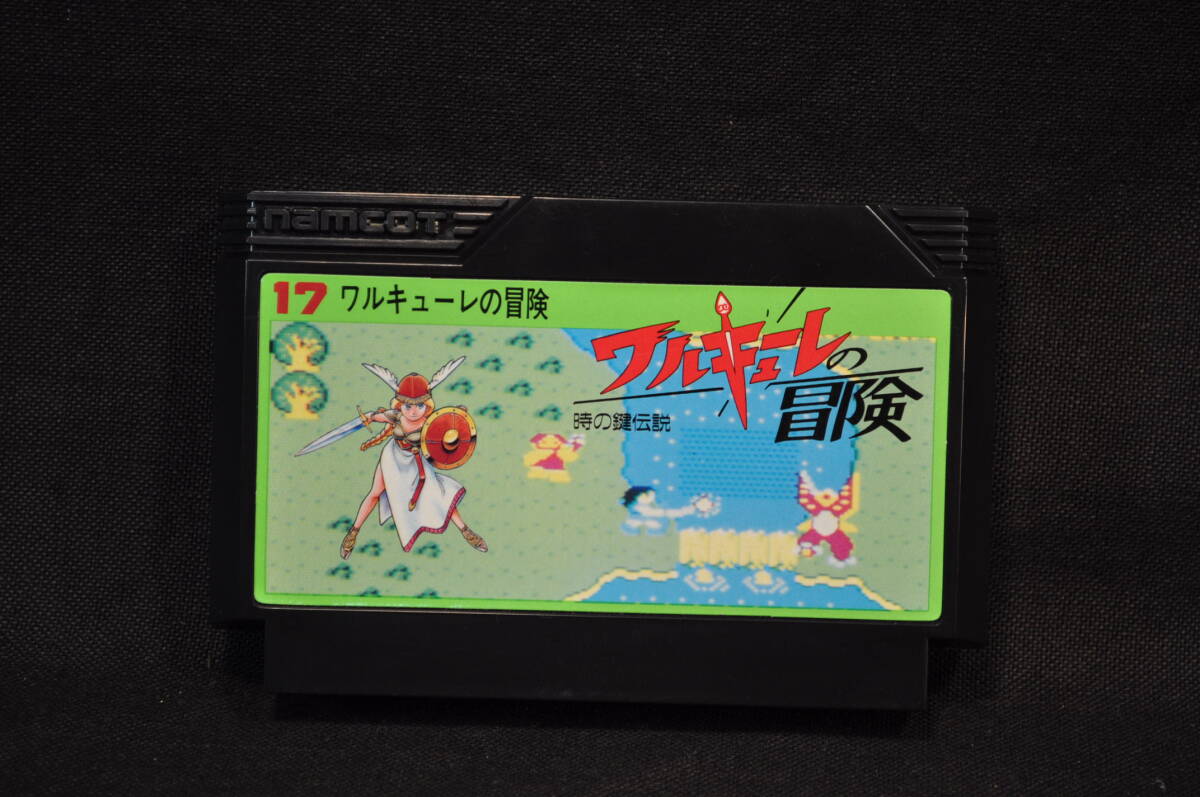 namcot
17 ワルキューレの冒険
ワルキューレの
冒険
時の鍵伝説